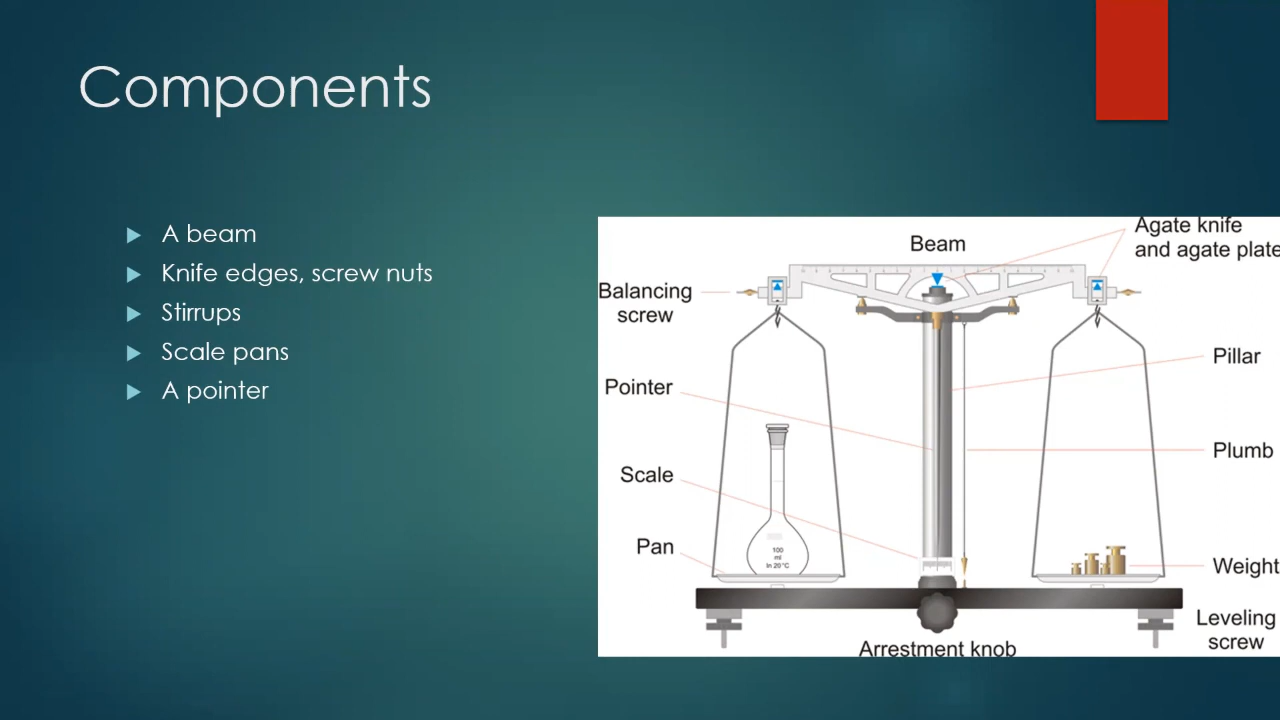 Components
A beam
Knife edges, screw nuts
Stirrups
Scale pans
A pointer
Beam
Agate knife
and agate plate
Balancing
screw
Pointer
Pillar
Plumb
Scale
Pan
100
ml
In 20°C
Weight
Leveling
screw
Arrestment knob